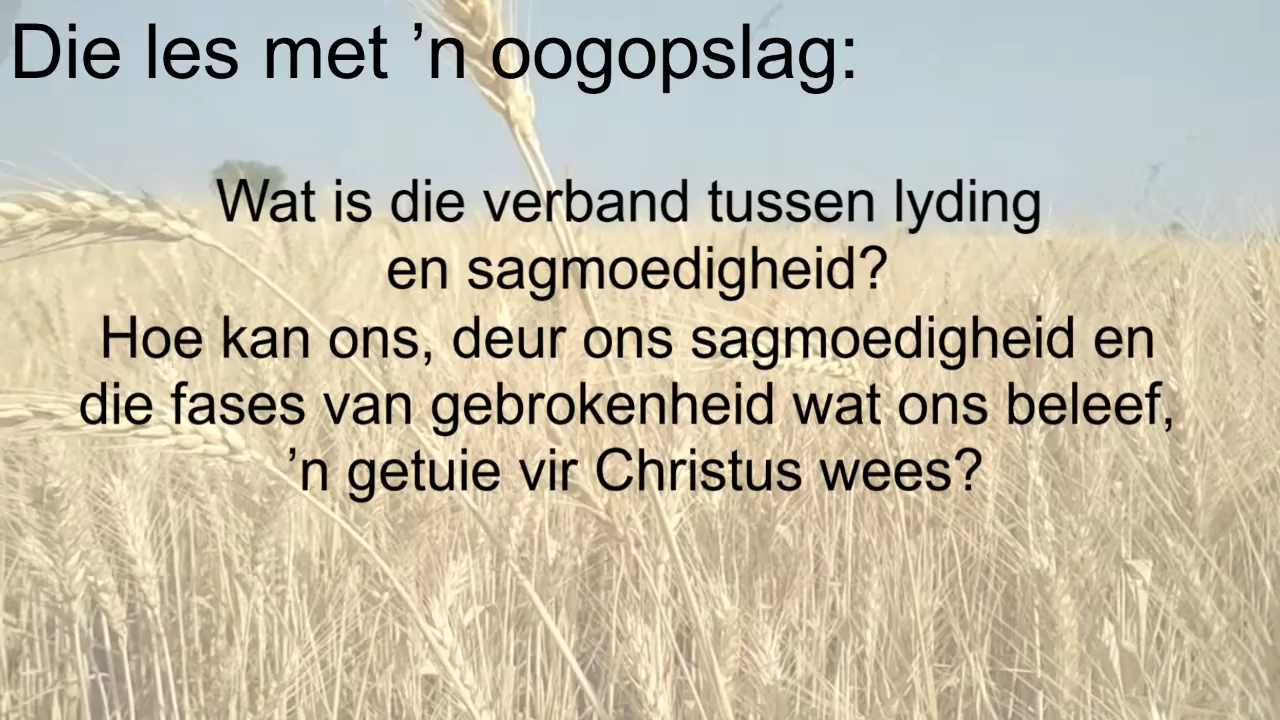 Die les met ’n oogopslag:
Wat is die verband tussen lyding
en sagmoedigheid?
Hoe kan ons, deur ons sagmoedigheid en
die fases van gebrokenheid wat ons beleef,
’n getuie vir Christus wees?